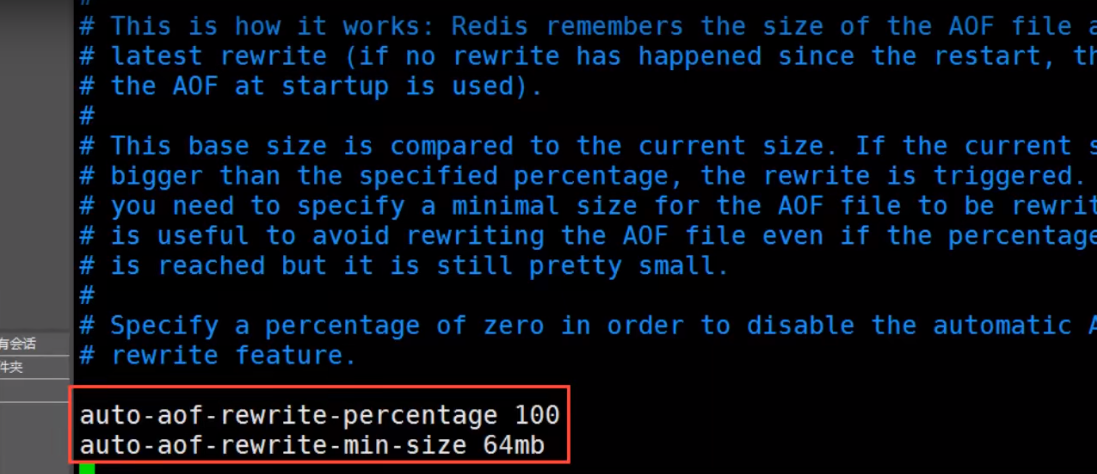 #
# This is how it works: Redis remembers the size of the AOF file
# latest rewrite (if no rewrite has happened since the restart,
# the AOF at startup is used).
#
# This base size is compared to the current size. If the current
# bigger than the specified percentage, the rewrite is triggered.
# you need to specify a minimal size for the AOF file to be
# is useful to avoid rewriting the AOF file even if the percentage
# is reached but it is still pretty small.
#
# Specify a percentage of zero in order to disable the automatic
# rewrite feature.
有会话
件夹
auto-aof-rewrite-percentage 100
auto-aof-rewrite-min-size 64mb